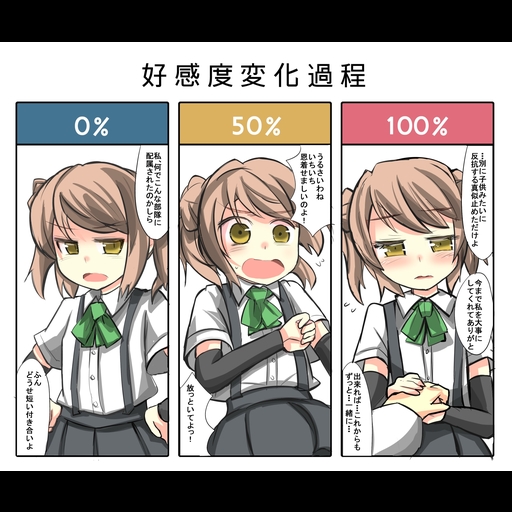 好感度変化過程
0%
50%
100%
私、何でこんな部隊に
配属されたのかしら
ふん
どうせ短い付き合いよ
うるさいわね
いちいち
恩着せましいのよ!
放っといてよっ!
…別に子供みたいに
反抗する真似止めただけよ
今まで私を大事に
してくれてありがと
出来れば…これからも
ずっと…一緒に…